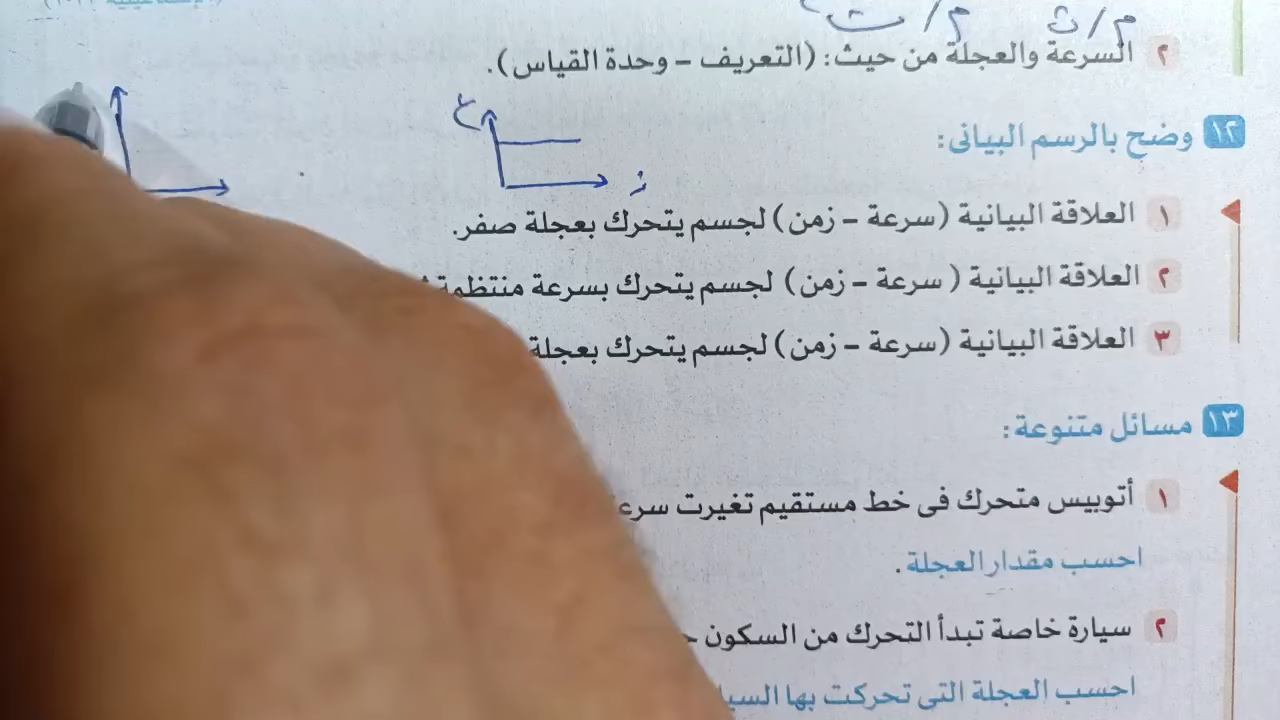 م/ث م/ث
٢ السرعة والعجلة من حيث: (التعريف - وحدة القياس).
١٢ وضح بالرسم البيانى:
ع
ز
١ العلاقة البيانية (سرعة - زمن) لجسم يتحرك بعجلة صفر.
٢ العلاقة البيانية (سرعة - زمن) لجسم يتحرك بسرعة منتظمة
٣ العلاقة البيانية (سرعة - زمن) لجسم يتحرك بعجلة
١٣ مسائل متنوعة:
١ أتوبيس متحرك فى خط مستقيم تغيرت
احسب مقدار العجلة.
٢ سيارة خاصة تبدأ التحرك من السكون
احسب العجلة التى تحركت بها